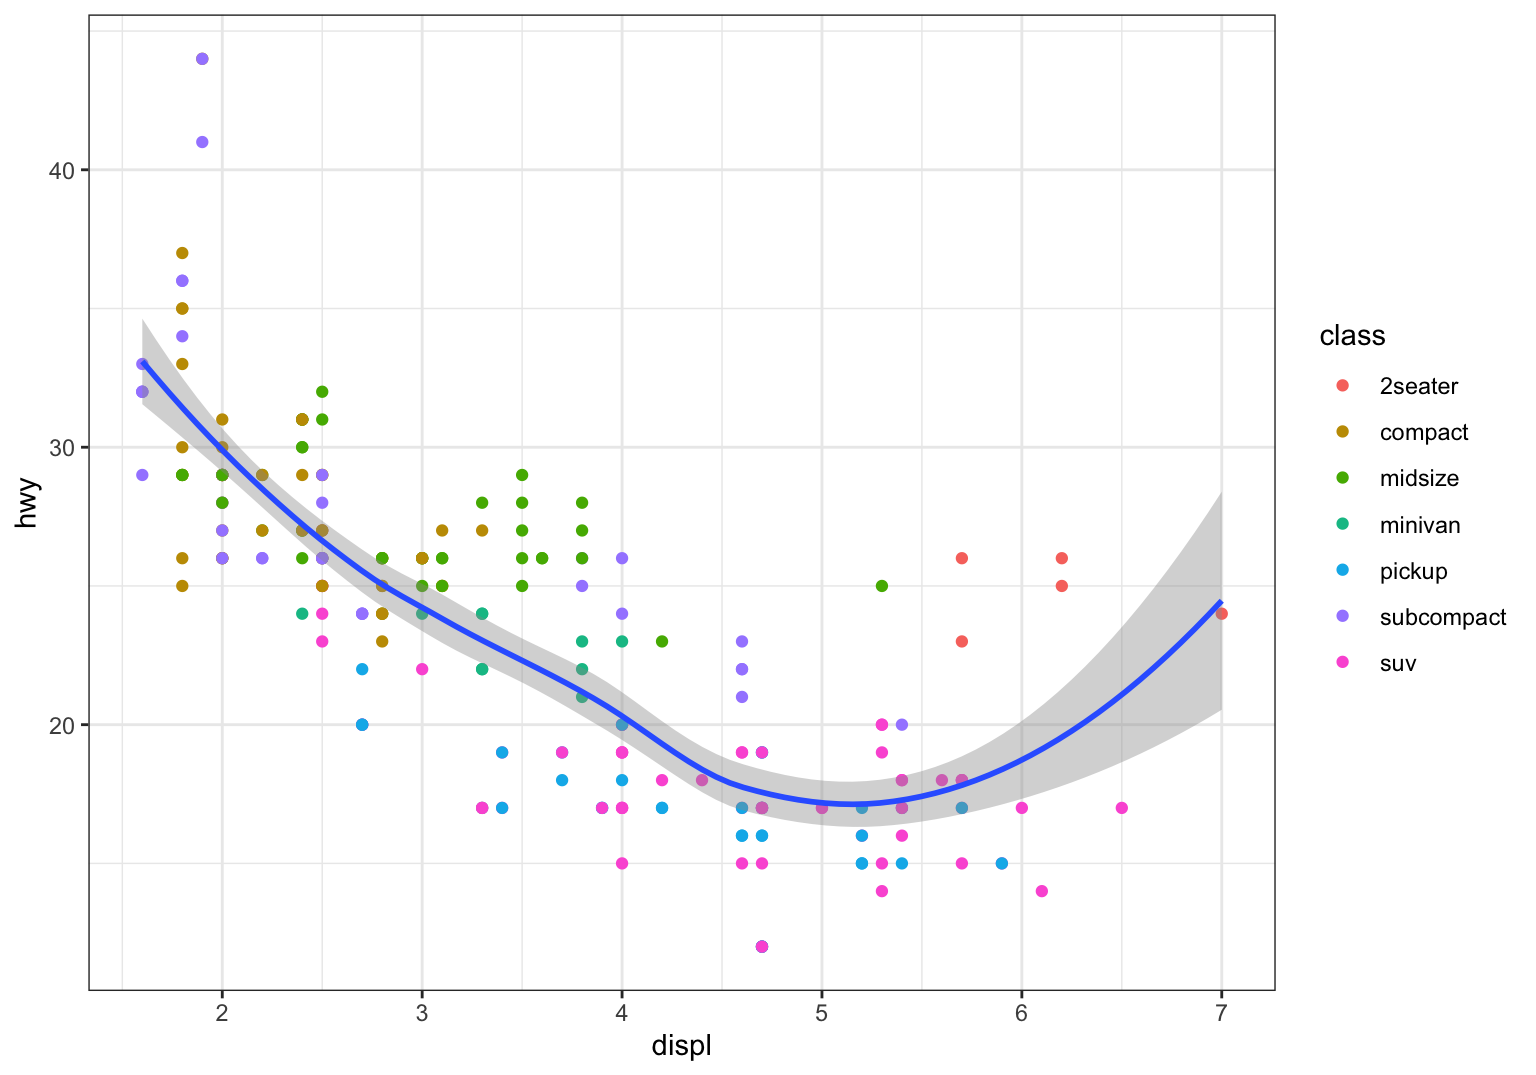 hwy
40
30
20
2
3
4
5
6
7
displ
class
2seater
compact
midsize
minivan
pickup
subcompact
suv